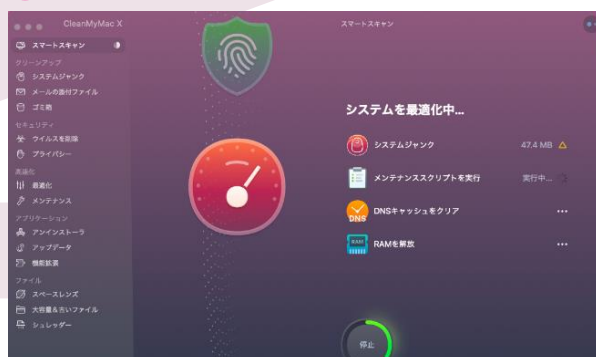 CleanMyMac X
スマートスキャン
スマートスキャン
クリーンアップ
システムジャンク
メールの添付ファイル
ゴミ箱
セキュリティ
ウイルスを削除
プライバシー
高速化
最適化
メンテナンス
アプリケーション
アンインストーラ
アップデータ
機能拡張
ファイル
スペースレンズ
大容量&古いファイル
シュレッダー
システムを最適化中...
システムジャンク 47.4 MB
メンテナンススクリプトを実行 実行中...
DNS DNSキャッシュをクリア ...
RAM RAMを解放 ...
停止